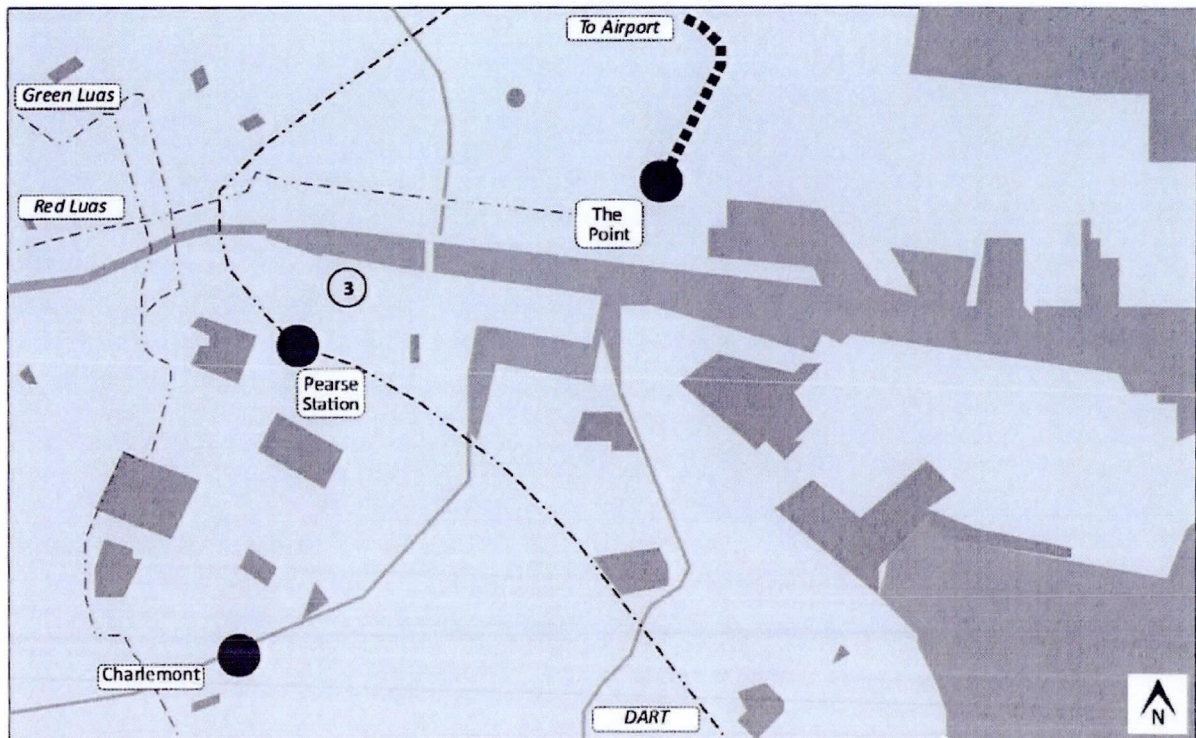 To Airport
Green Luas
Red Luas
The
Point
3
Pearse
Station
Charlemont
DART
N